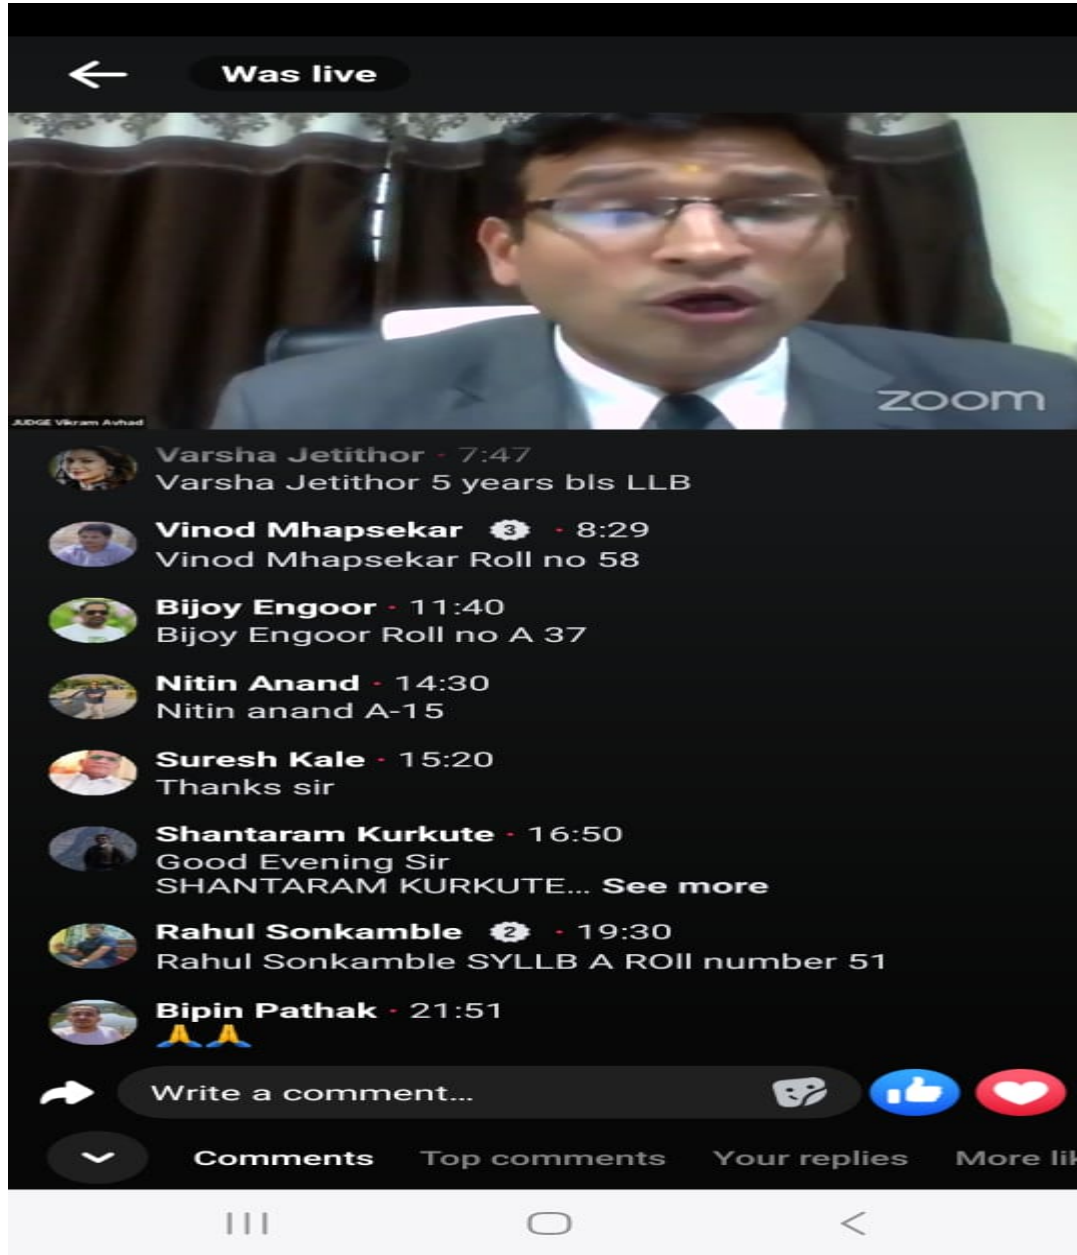 Was live
zoom
JUDGE Vikram Avhad
Varsha Jetithor · 7:47
Varsha Jetithor 5 years bls LLB
Vinod Mhapsekar 3 · 8:29
Vinod Mhapsekar Roll no 58
Bijoy Engoor · 11:40
Bijoy Engoor Roll no A 37
Nitin Anand · 14:30
Nitin anand A-15
Suresh Kale · 15:20
Thanks sir
Shantaram Kurkute · 16:50
Good Evening Sir
SHANTARAM KURKUTE... See more
Rahul Sonkamble 2 · 19:30
Rahul Sonkamble SYLLB A ROll number 51
Bipin Pathak · 21:51
🙏🙏
Write a comment...
Comments Top comments Your replies More lik